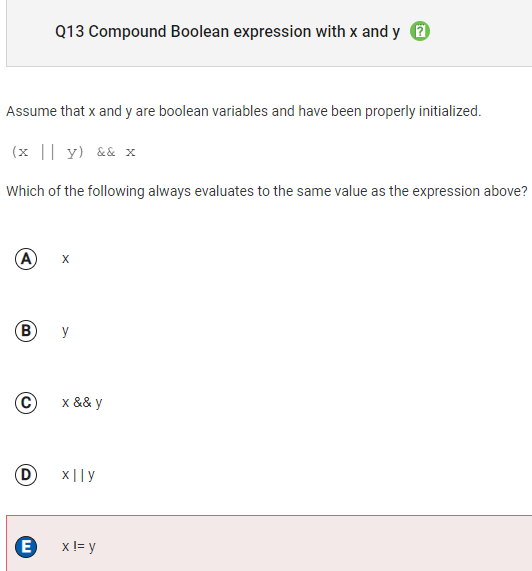 Q13 Compound Boolean expression with x and y ?
Assume that x and y are boolean variables and have been properly initialized.
(x || y) && x
Which of the following always evaluates to the same value as the expression above?
A x
B y
C x && y
D x || y
E x != y